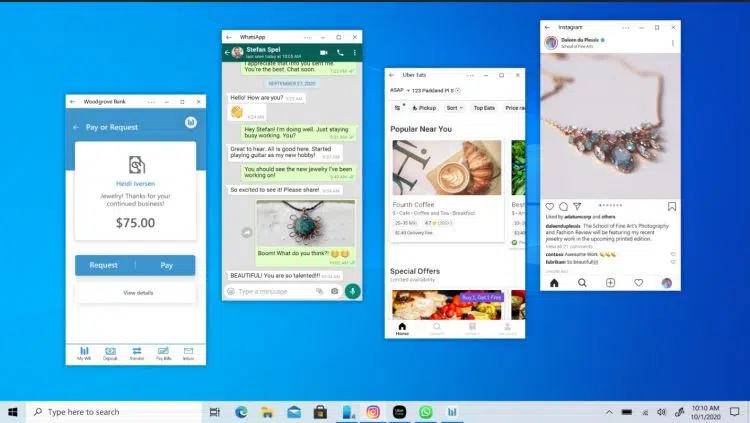 Woodgrove Bank
Pay or Request
Heidi Iversen
Jewelry! Thanks for your
continued business!
$75.00
Request
Pay
View details
My WB
Deposit
Transfer
Pay Bills
Inbox
WhatsApp
Stefan Spel
last seen today at 10:05 AM
I appreciate that
You're the best. Chat soon.
SEPTEMBER 27, 2020
Hello! How are you?
Hey Stefan! I'm doing well. Just staying
busy working. You?
Great to hear. All is good here. Started
playing guitar as my new hobby!
You should see the new jewelry I've been
working on!
So excited to see it! Please share!
Boom! What do you think?!
BEAUTIFUL! You are so talented!!!!
Type a message
Uber Eats
ASAP • 123 Parkland Pl S
Pickup
Sort
Top Eats
Price ra
Popular Near You
Fourth Coffee
$ • Cafe • Coffee and Tea • Breakfast
25–35 Min
4.7
$2.40 Delivery Fee
Best
Special Offers
Limited availability
Buy 1, Get 1 Free
Home
Instagram
Daioen du Plessis
School of Fine Arts
Liked by adatumcorp and others
daioenduplessis The School of Fine Art's Photography
and Fashion Review will be featuring my recent
jewelry work in the upcoming printed edition.
View all 21 comments
contoso Awesome Work
fabrikam So beautiful!!!
Type here to search
10:10 AM
10/1/2020